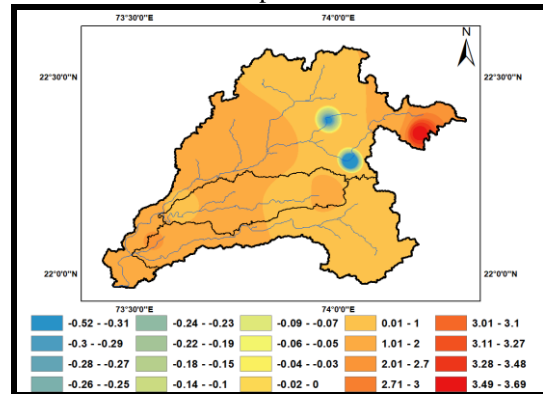 73°30'0"E 74°0'0"E
N
22°30'0"N 22°30'0"N
22°0'0"N 22°0'0"N
73°30'0"E 74°0'0"E
-0.52 - -0.31 -0.24 - -0.23 -0.09 - -0.07 0.01 - 1 3.01 - 3.1
-0.3 - -0.29 -0.22 - -0.19 -0.06 - -0.05 1.01 - 2 3.11 - 3.27
-0.28 - -0.27 -0.18 - -0.15 -0.04 - -0.03 2.01 - 2.7 3.28 - 3.48
-0.26 - -0.25 -0.14 - -0.1 -0.02 - 0 2.71 - 3 3.49 - 3.69